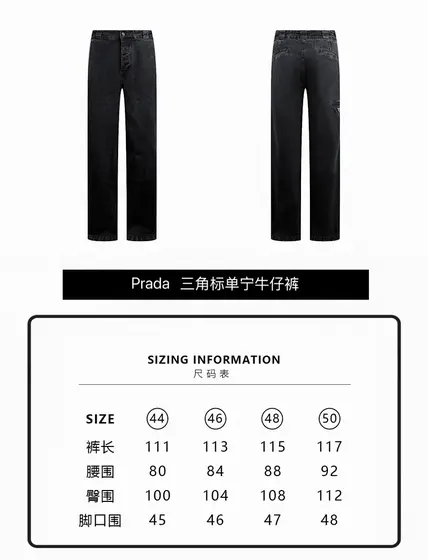 Prada 三角标单宁牛仔裤
SIZING INFORMATION
尺码表
SIZE 44 46 48 50
裤长 111 113 115 117
腰围 80 84 88 92
臀围 100 104 108 112
脚口围 45 46 47 48